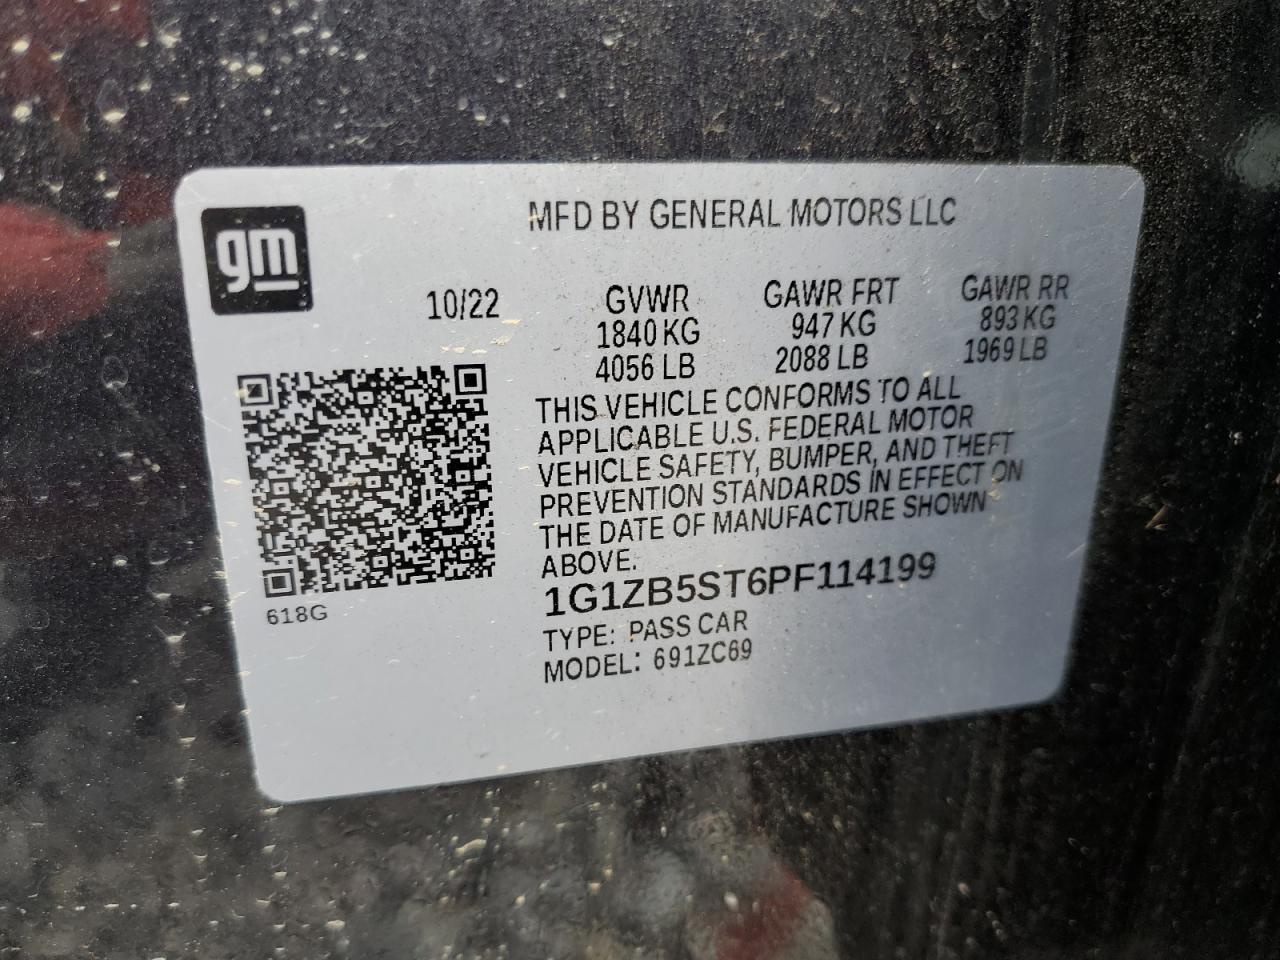 gm
MFD BY GENERAL MOTORS LLC
10/22
GVWR
1840 KG
4056 LB
GAWR FRT
947 KG
2088 LB
GAWR RR
893 KG
1969 LB
THIS VEHICLE CONFORMS TO ALL
APPLICABLE U.S. FEDERAL MOTOR
VEHICLE SAFETY, BUMPER, AND THEFT
PREVENTION STANDARDS IN EFFECT ON
THE DATE OF MANUFACTURE SHOWN
ABOVE.
1G1ZB5ST6PF114199
TYPE: PASS CAR
MODEL: 691ZC69
618G